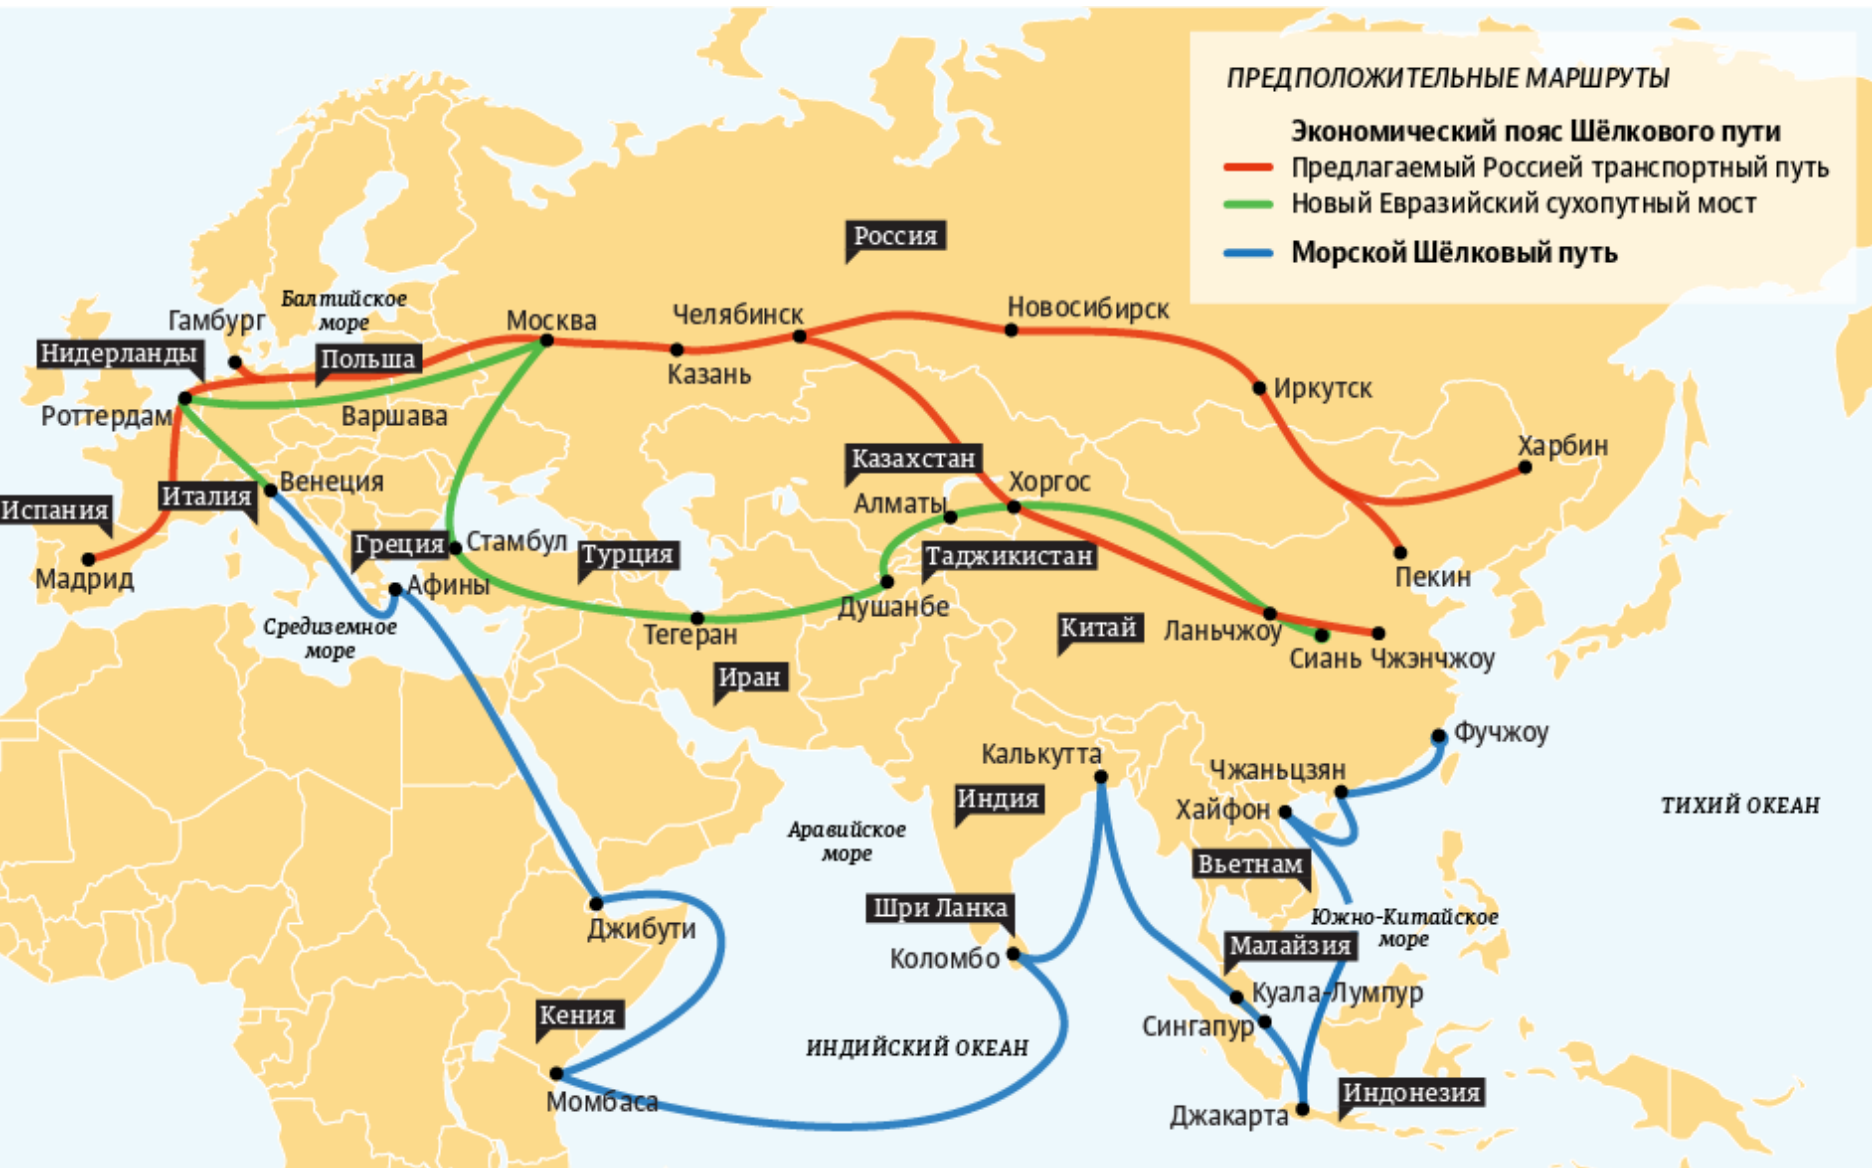 ПРЕДПОЛОЖИТЕЛЬНЫЕ МАРШРУТЫ
Экономический пояс Шёлкового пути
Предлагаемый Россией транспортный путь
Новый Евразийский сухопутный мост
Морской Шёлковый путь
Россия
Балтийское
море
Гамбург
Нидерланды
Польша
Москва
Челябинск
Новосибирск
Казань
Роттердам
Варшава
Иркутск
Харбин
Казахстан
Хоргос
Алматы
Венеция
Италия
Испания
Мадрид
Греция
Стамбул
Турция
Афины
Таджикистан
Пекин
Душанбе
Средиземное
море
Тегеран
Иран
Китай
Ланьчжоу
Сиань
Чжэнчжоу
Фучжоу
Калькутта
Чжаньцзян
Индия
Хайфон
ТИХИЙ ОКЕАН
Аравийское
море
Вьетнам
Шри Ланка
Южно-Китайское
море
Джибути
Коломбо
Малайзия
Куала-Лумпур
Кения
Сингапур
ИНДИЙСКИЙ ОКЕАН
Момбаса
Индонезия
Джакарта